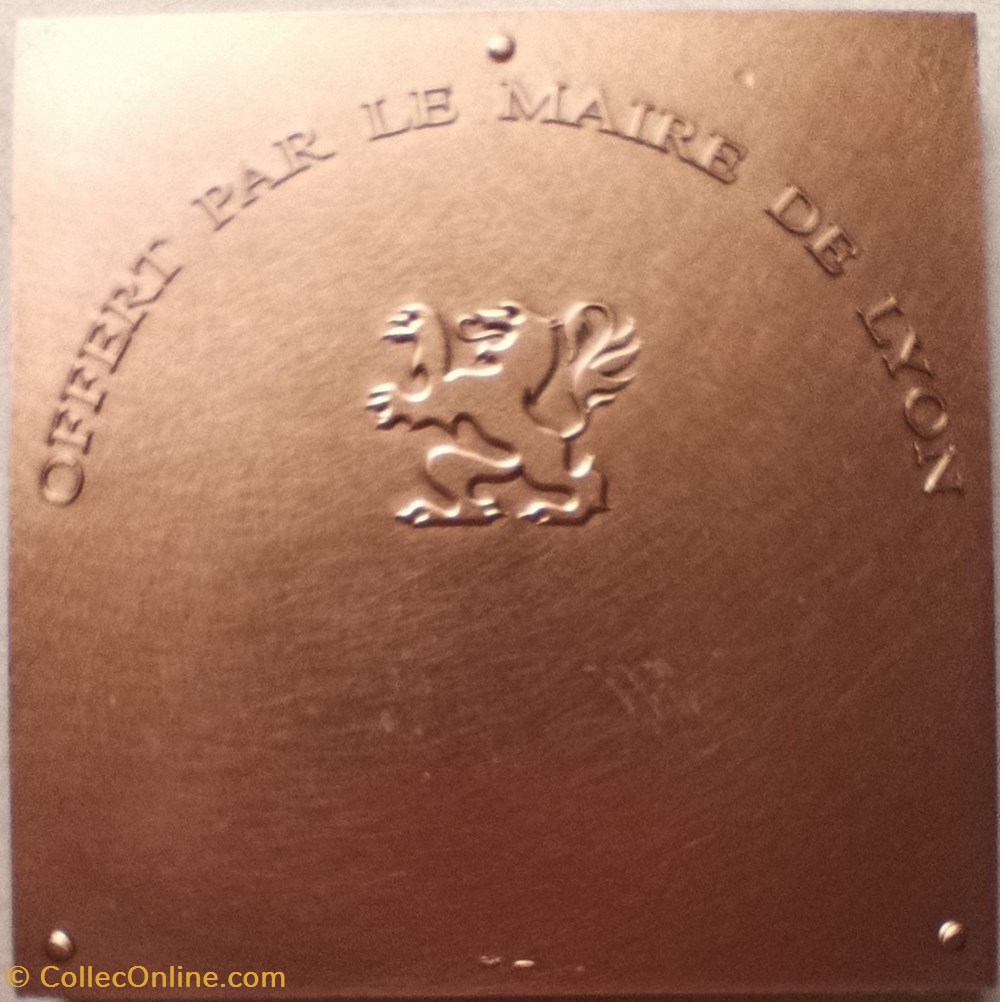 OFFERT PAR LE MAIRE DE LYON
© CollecOnline.com